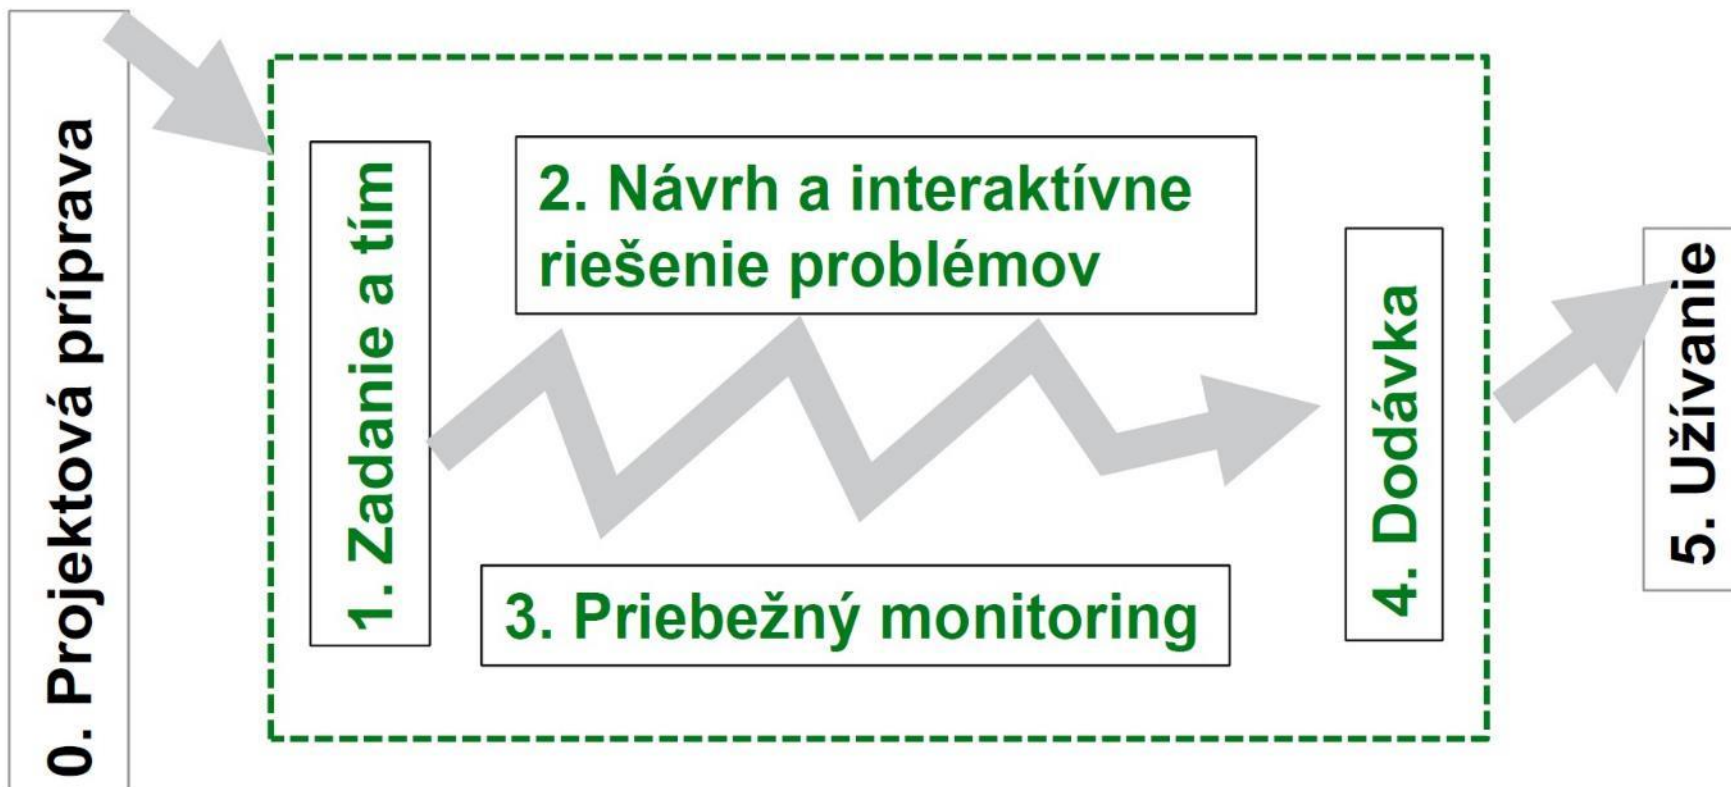 0. Projektová príprava
1. Zadanie a tím
2. Návrh a interaktívne
riešenie problémov
3. Priebežný monitoring
4. Dodávka
5. Užívanie